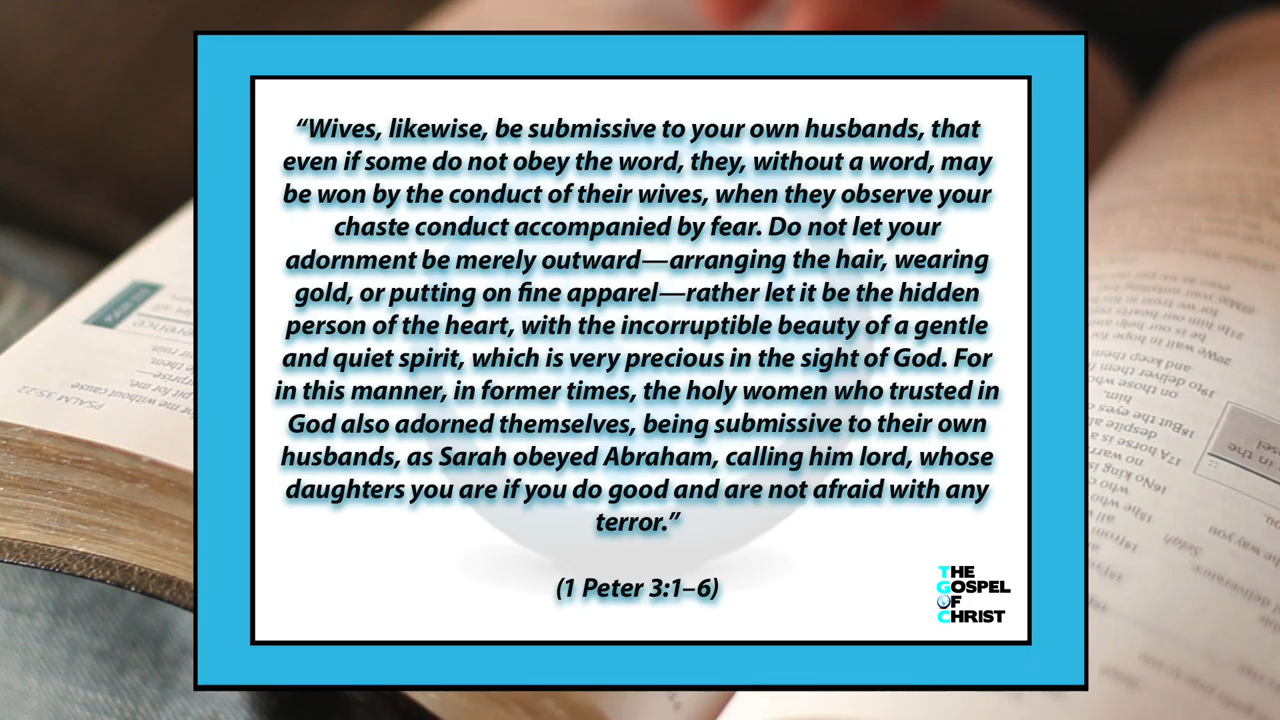 “Wives, likewise, be submissive to your own husbands, that
even if some do not obey the word, they, without a word, may
be won by the conduct of their wives, when they observe your
chaste conduct accompanied by fear. Do not let your
adornment be merely outward—arranging the hair, wearing
gold, or putting on fine apparel—rather let it be the hidden
person of the heart, with the incorruptible beauty of a gentle
and quiet spirit, which is very precious in the sight of God. For
in this manner, in former times, the holy women who trusted in
God also adorned themselves, being submissive to their own
husbands, as Sarah obeyed Abraham, calling him lord, whose
daughters you are if you do good and are not afraid with any
terror.”
(1 Peter 3:1–6)
THE
GOSPEL
OF
CHRIST
PSALM 35:22